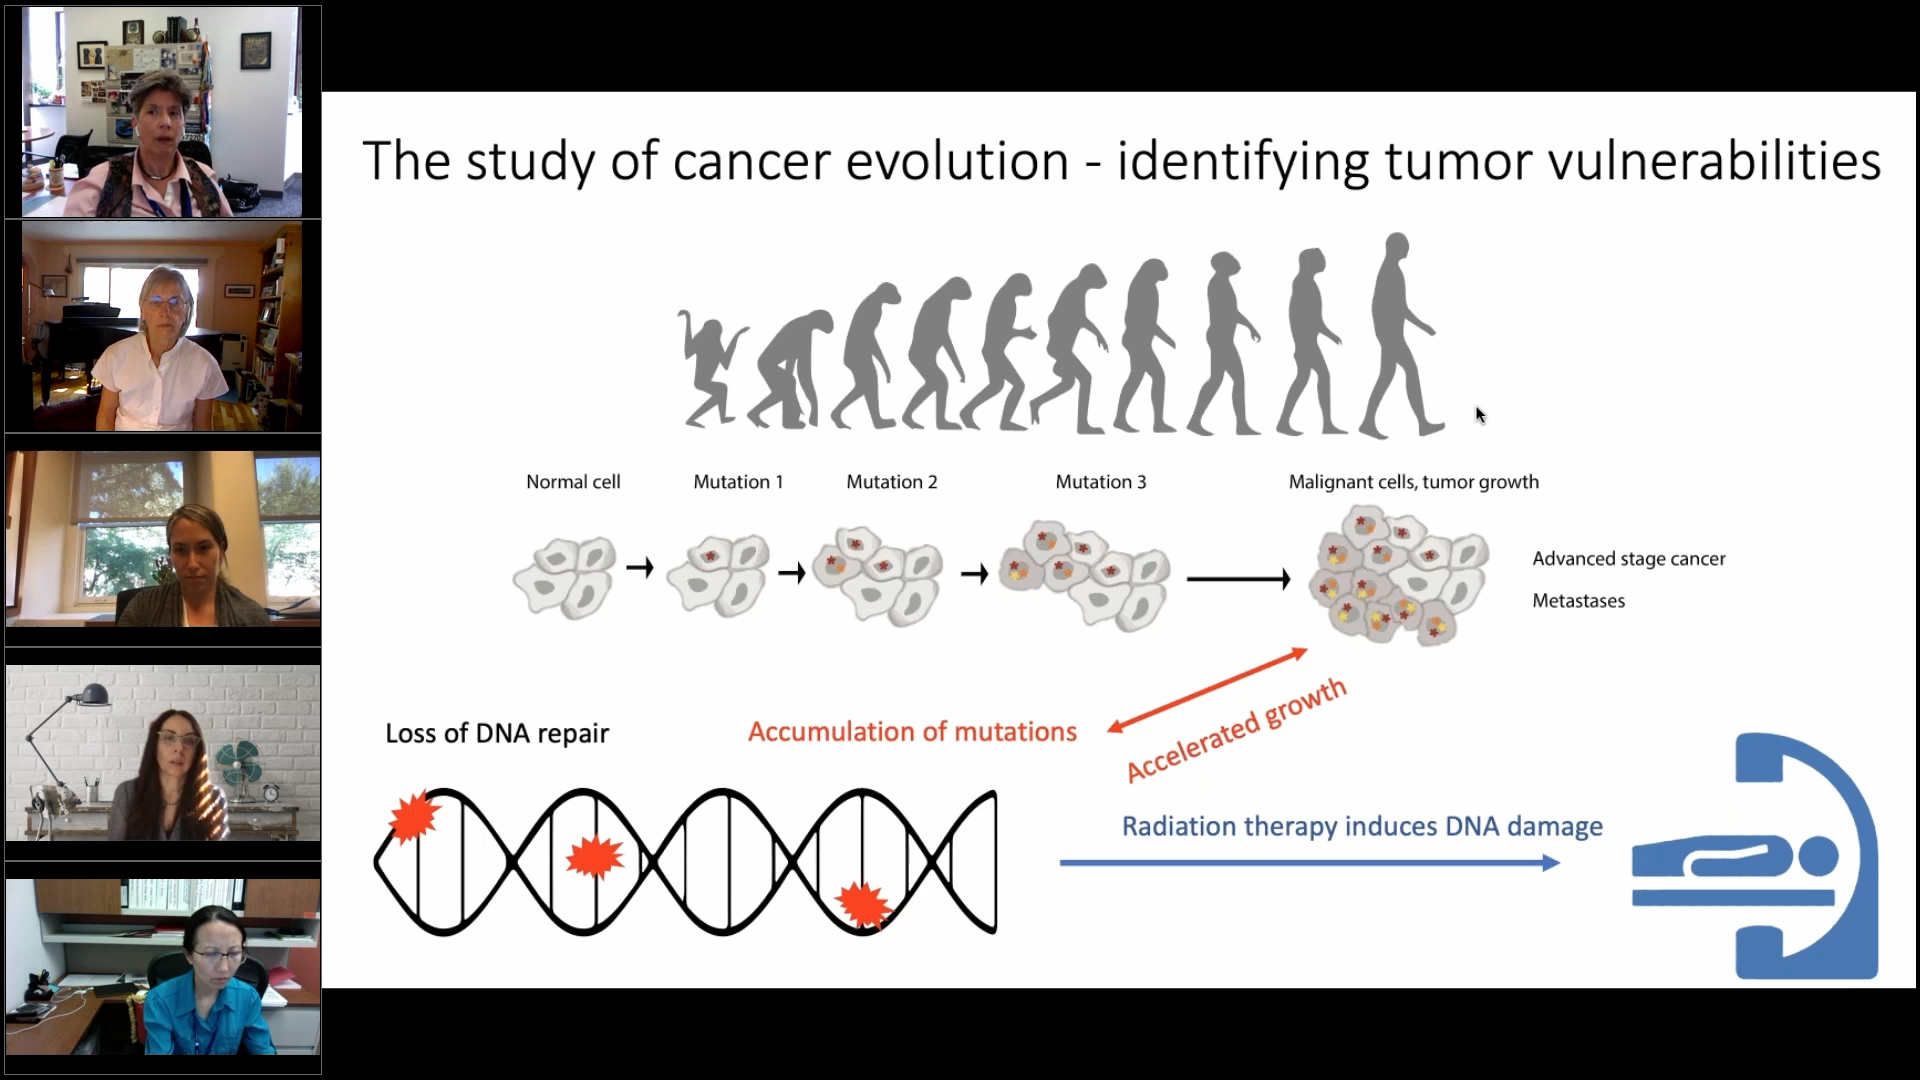 The study of cancer evolution - identifying tumor vulnerabilities
Normal cell
Mutation 1
Mutation 2
Mutation 3
Malignant cells, tumor growth
Advanced stage cancer
Metastases
Loss of DNA repair
Accumulation of mutations
Accelerated growth
Radiation therapy induces DNA damage